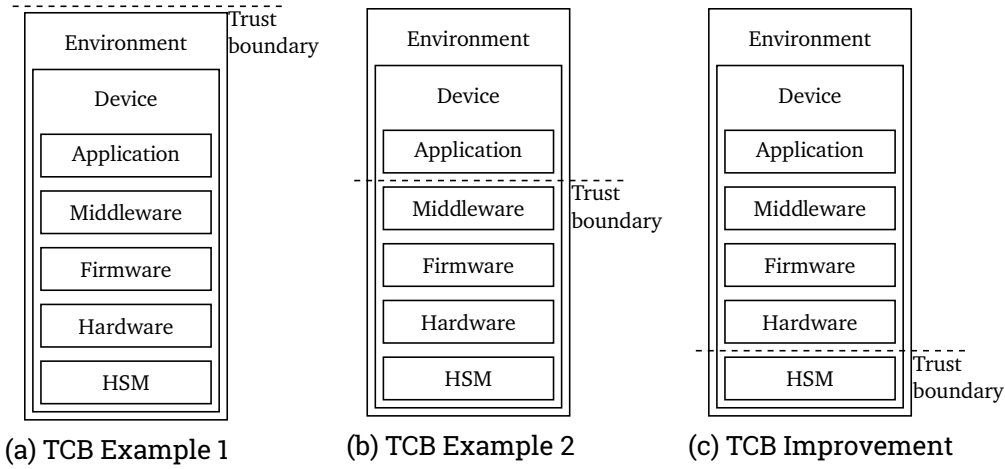 Trust
boundary
Environment
Device
Application
Middleware
Firmware
Hardware
HSM
(a) TCB Example 1
Environment
Device
Application
Trust
boundary
Middleware
Firmware
Hardware
HSM
(b) TCB Example 2
Environment
Device
Application
Middleware
Firmware
Hardware
Trust
boundary
HSM
(c) TCB Improvement